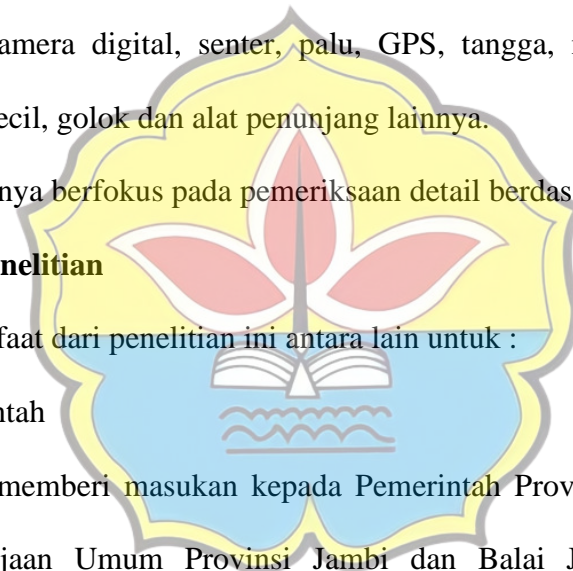 amera digital, senter, palu, GPS, tangga,
ecil, golok dan alat penunjang lainnya.
nya berfokus pada pemeriksaan detail berdas
nelitian
faat dari penelitian ini antara lain untuk :
ntah
memberi masukan kepada Pemerintah Prov
jaan Umum Provinsi Jambi dan Balai J